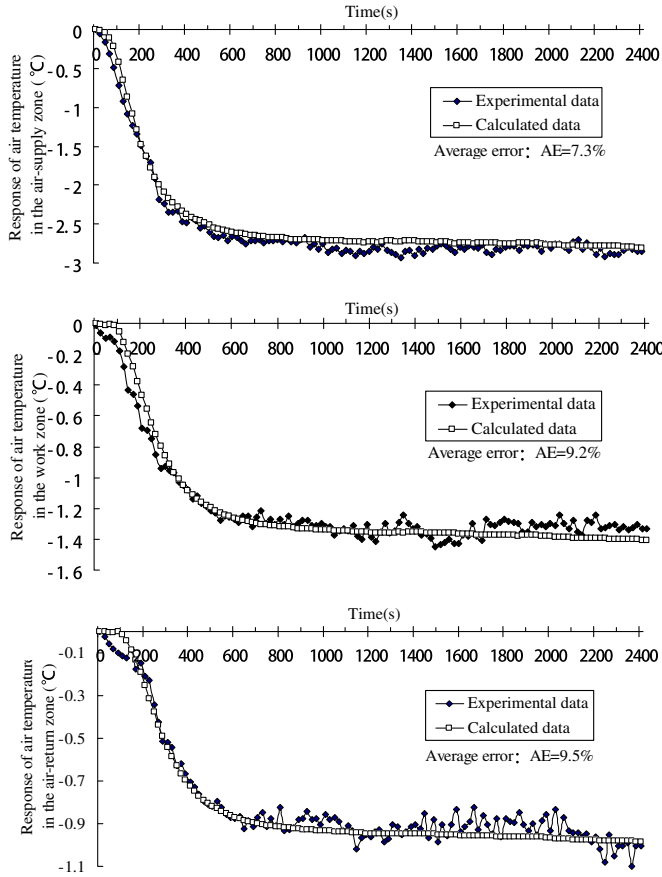 Time(s)
0 200 400 600 800 1000 1200 1400 1600 1800 2000 2200 2400
0
-0.5
-1
-1.5
-2
-2.5
-3
Response of air temperature
in the air-supply zone (℃)
Experimental data
Calculated data
Average error: AE=7.3%
Time(s)
0 200 400 600 800 1000 1200 1400 1600 1800 2000 2200 2400
0
-0.2
-0.4
-0.6
-0.8
-1
-1.2
-1.4
-1.6
Response of air temperature
in the work zone (℃)
Experimental data
Calculated data
Average error: AE=9.2%
Time(s)
0 200 400 600 800 1000 1200 1400 1600 1800 2000 2200 2400
-0.1
-0.3
-0.5
-0.7
-0.9
-1.1
Response of air temperature
in the air-return zone (℃)
Experimental data
Calculated data
Average error: AE=9.5%